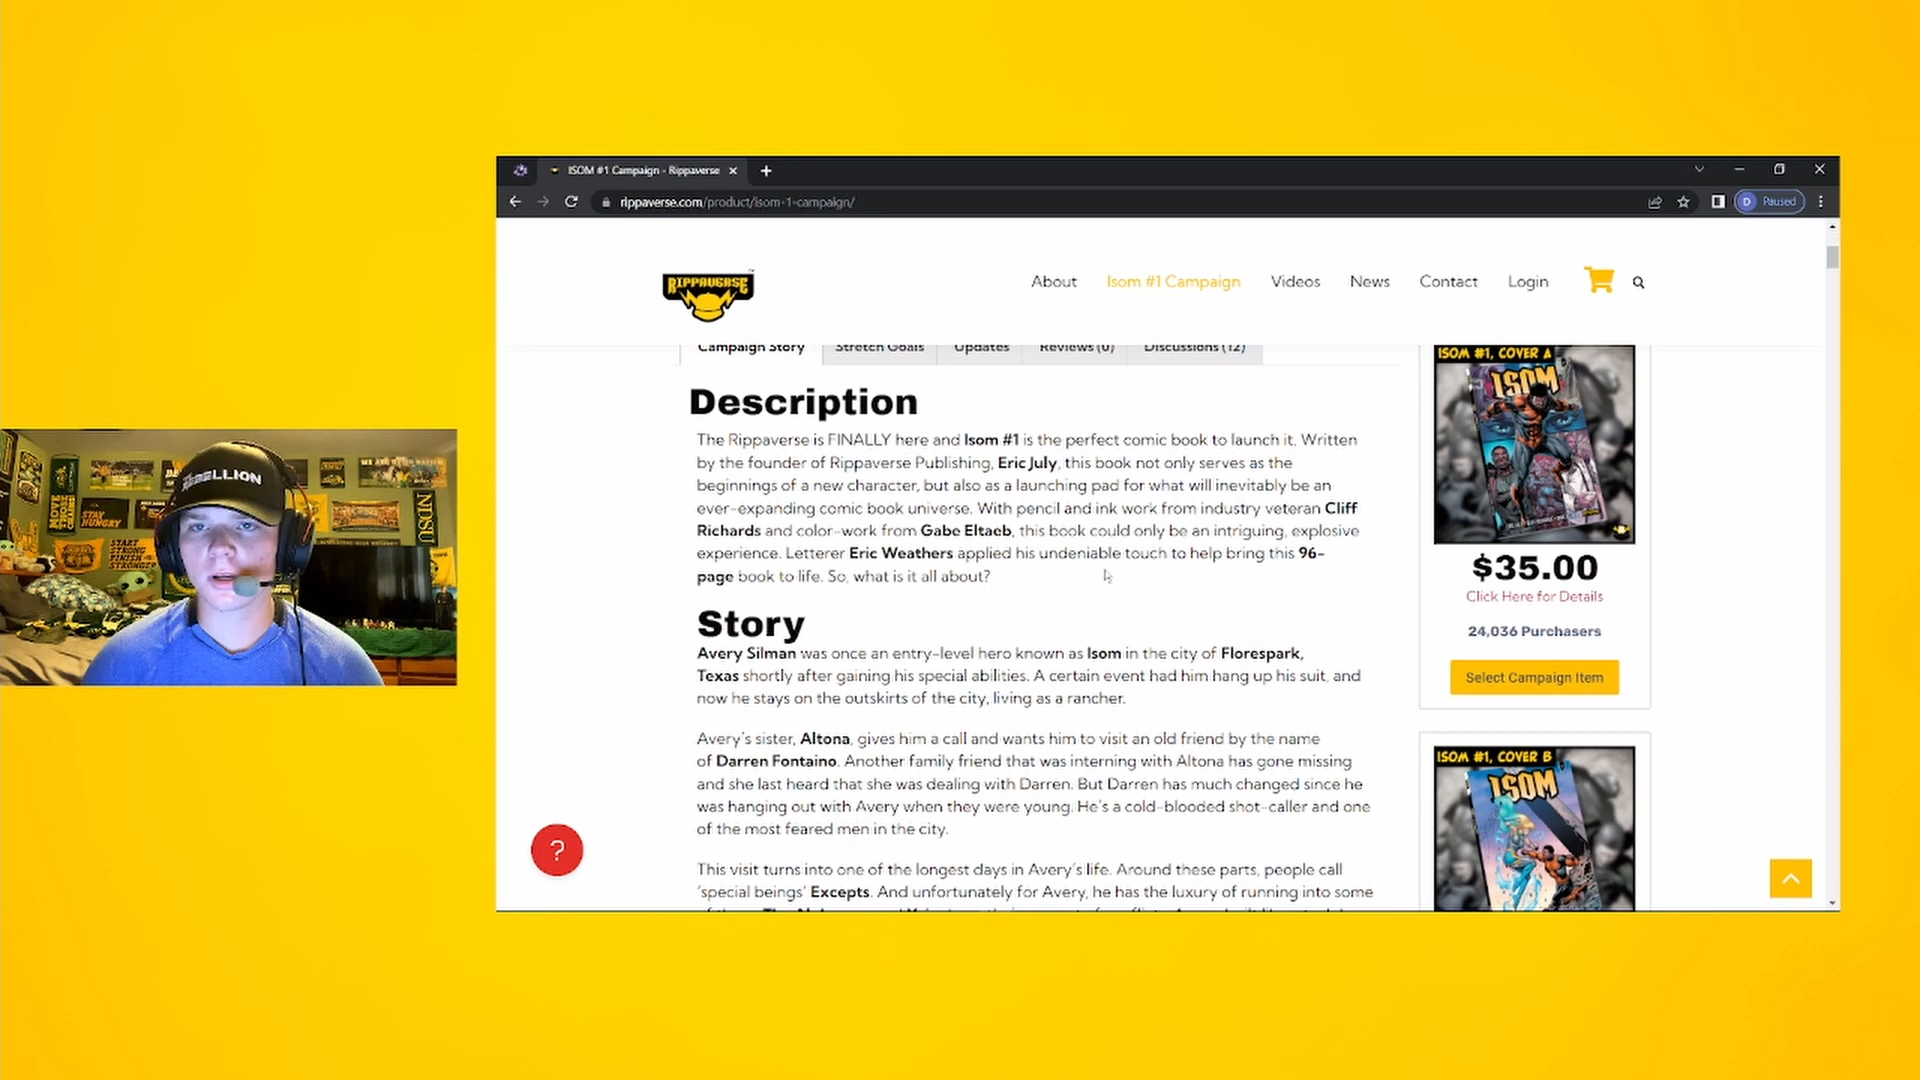 ISOM #1 Campaign - Rippaverse
rippaverse.com/product/isom-1-campaign/
D Paused
RIPPAVERSE
About Isom #1 Campaign Videos News Contact Login
Campaign Story Stretch Goals Updates Reviews (0) Discussions (12)
Description
The Rippaverse is FINALLY here and Isom #1 is the perfect comic book to launch it. Written
by the founder of Rippaverse Publishing, Eric July, this book not only serves as the
beginnings of a new character, but also as a launching pad for what will inevitably be an
ever-expanding comic book universe. With pencil and ink work from industry veteran Cliff
Richards and color-work from Gabe Eltaeb, this book could only be an intriguing, explosive
experience. Letterer Eric Weathers applied his undeniable touch to help bring this 96-
page book to life. So, what is it all about?
Story
Avery Silman was once an entry-level hero known as Isom in the city of Florespark,
Texas shortly after gaining his special abilities. A certain event had him hang up his suit, and
now he stays on the outskirts of the city, living as a rancher.
Avery's sister, Altona, gives him a call and wants him to visit an old friend by the name
of Darren Fontaino. Another family friend that was interning with Altona has gone missing
and she last heard that she was dealing with Darren. But Darren has much changed since he
was hanging out with Avery when they were young. He's a cold-blooded shot-caller and one
of the most feared men in the city.
This visit turns into one of the longest days in Avery's life. Around these parts, people call
'special beings' Excepts. And unfortunately for Avery, he has the luxury of running into some
ISOM #1, COVER A
ISOM
$35.00
Click Here for Details
24,036 Purchasers
Select Campaign Item
ISOM #1, COVER B
ISOM
?
REBELLION
STAY
HUNGRY
START
STRONG
FINISH
STRONGER
NDSU